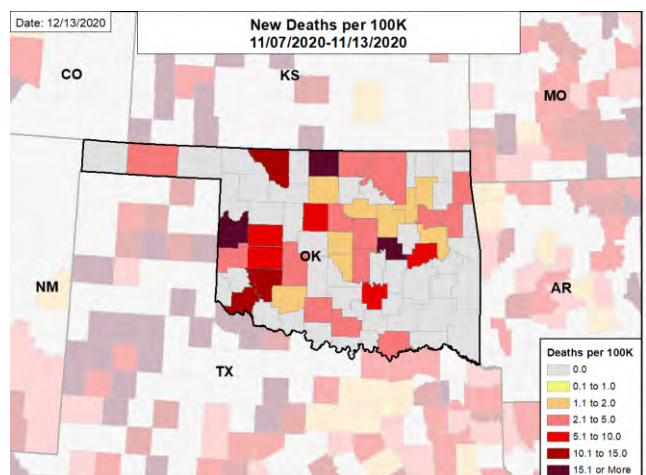 Date: 12/13/2020
New Deaths per 100K
11/07/2020-11/13/2020
CO
KS
MO
OK
NM
AR
TX
Deaths per 100K
0.0
0.1 to 1.0
1.1 to 2.0
2.1 to 5.0
5.1 to 10.0
10.1 to 15.0
15.1 or More